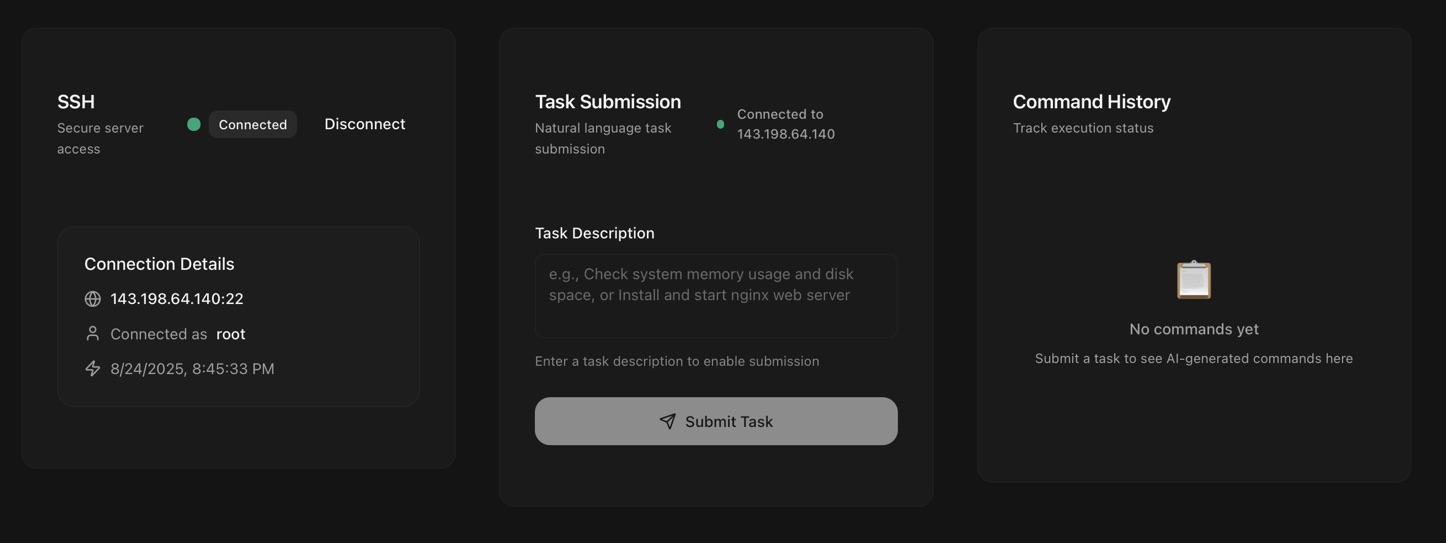 SSH
Secure server
access
Connected
Disconnect
Connection Details
143.198.64.140:22
Connected as root
8/24/2025, 8:45:33 PM
Task Submission
Natural language task
submission
Connected to
143.198.64.140
Task Description
e.g., Check system memory usage and disk
space, or Install and start nginx web server
Enter a task description to enable submission
Submit Task
Command History
Track execution status
No commands yet
Submit a task to see AI-generated commands here